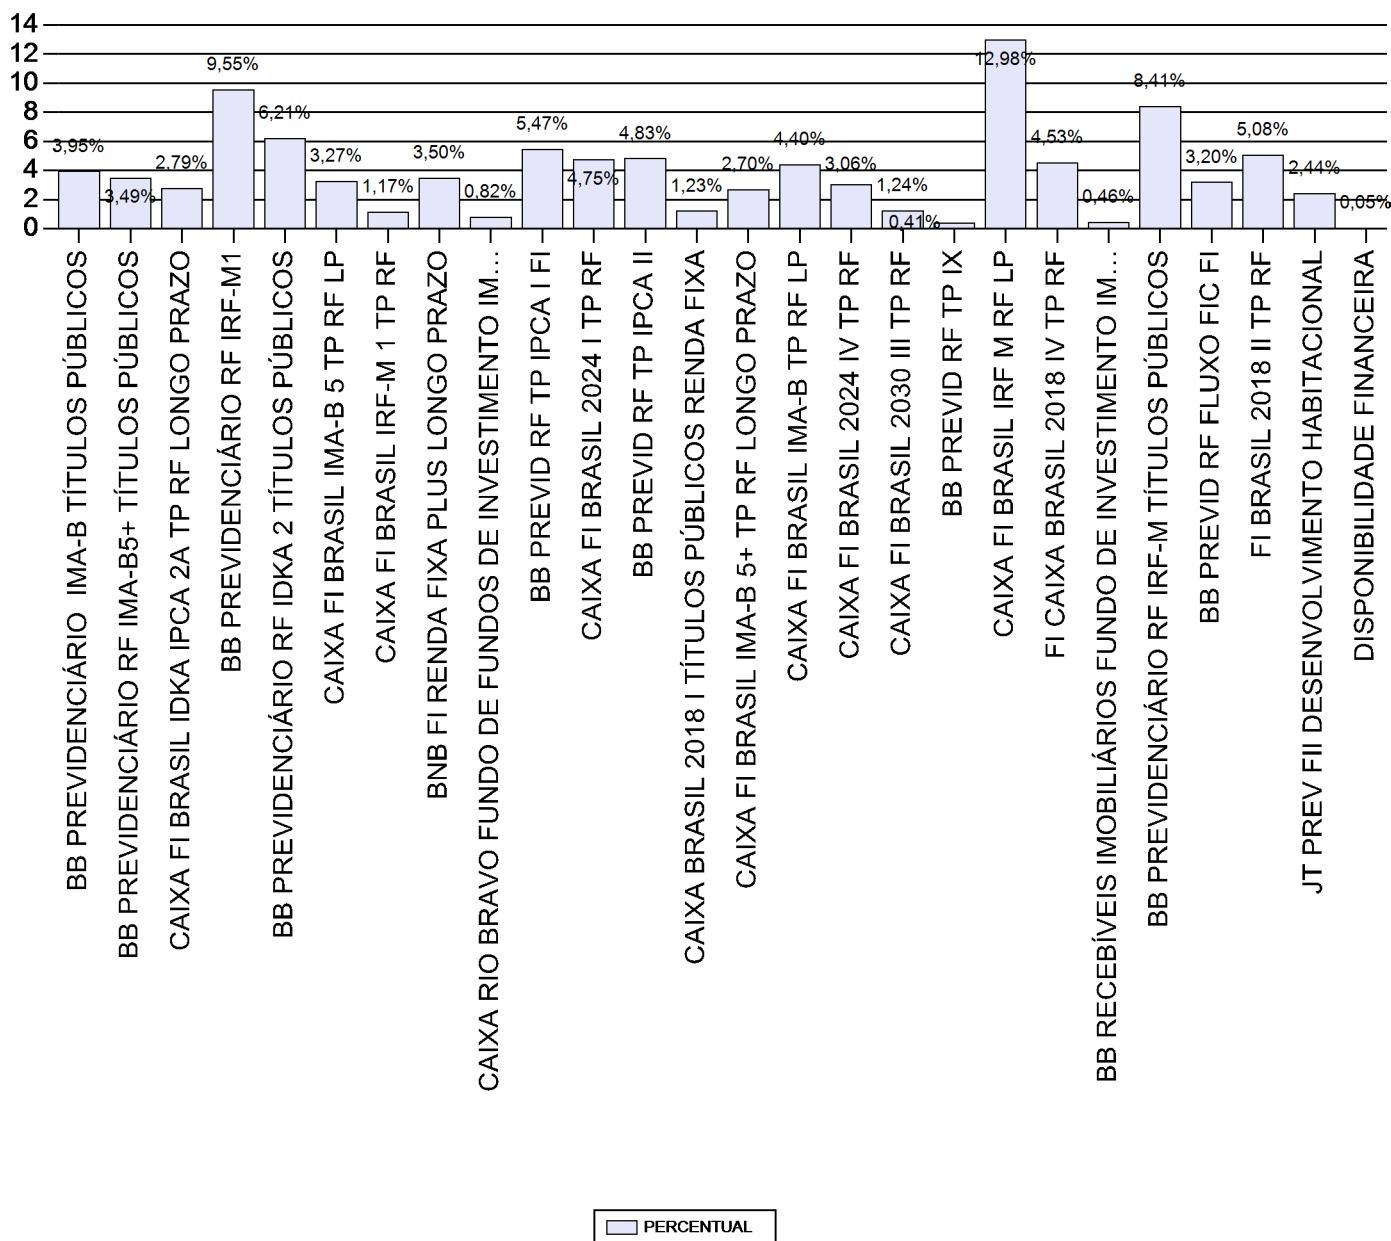 14
12
10
8
6
4
2
0
3,95%
3,49%
2,79%
9,55%
6,21%
3,27%
1,17%
3,50%
0,82%
5,47%
4,75%
4,83%
1,23%
2,70%
4,40%
3,06%
1,24%
0,41%
12,98%
4,53%
0,46%
8,41%
3,20%
5,08%
2,44%
0,05%
BB PREVIDENCIÁRIO  IMA-B TÍTULOS PÚBLICOS
BB PREVIDENCIÁRIO RF IMA-B5+ TÍTULOS PÚBLICOS
CAIXA FI BRASIL IDKA IPCA 2A TP RF LONGO PRAZO
BB PREVIDENCIÁRIO RF IRF-M1
BB PREVIDENCIÁRIO RF IDKA 2 TÍTULOS PÚBLICOS
CAIXA FI BRASIL IMA-B 5 TP RF LP
CAIXA FI BRASIL IRF-M 1 TP RF
BNB FI RENDA FIXA PLUS LONGO PRAZO
CAIXA RIO BRAVO FUNDO DE FUNDOS DE INVESTIMENTO IM...
BB PREVID RF TP IPCA I FI
CAIXA FI BRASIL 2024 I TP RF
BB PREVID RF TP IPCA II
CAIXA BRASIL 2018 I TÍTULOS PÚBLICOS RENDA FIXA
CAIXA FI BRASIL IMA-B 5+ TP RF LONGO PRAZO
CAIXA FI BRASIL IMA-B TP RF LP
CAIXA FI BRASIL 2024 IV TP RF
CAIXA FI BRASIL 2030 III TP RF
BB PREVID RF TP IX
CAIXA FI BRASIL IRF M RF LP
FI CAIXA BRASIL 2018 IV TP RF
BB RECEBÍVEIS IMOBILIÁRIOS FUNDO DE INVESTIMENTO IM...
BB PREVIDENCIÁRIO RF IRF-M TÍTULOS PÚBLICOS
BB PREVID RF FLUXO FIC FI
FI BRASIL 2018 II TP RF
JT PREV FII DESENVOLVIMENTO HABITACIONAL
DISPONIBILIDADE FINANCEIRA
PERCENTUAL